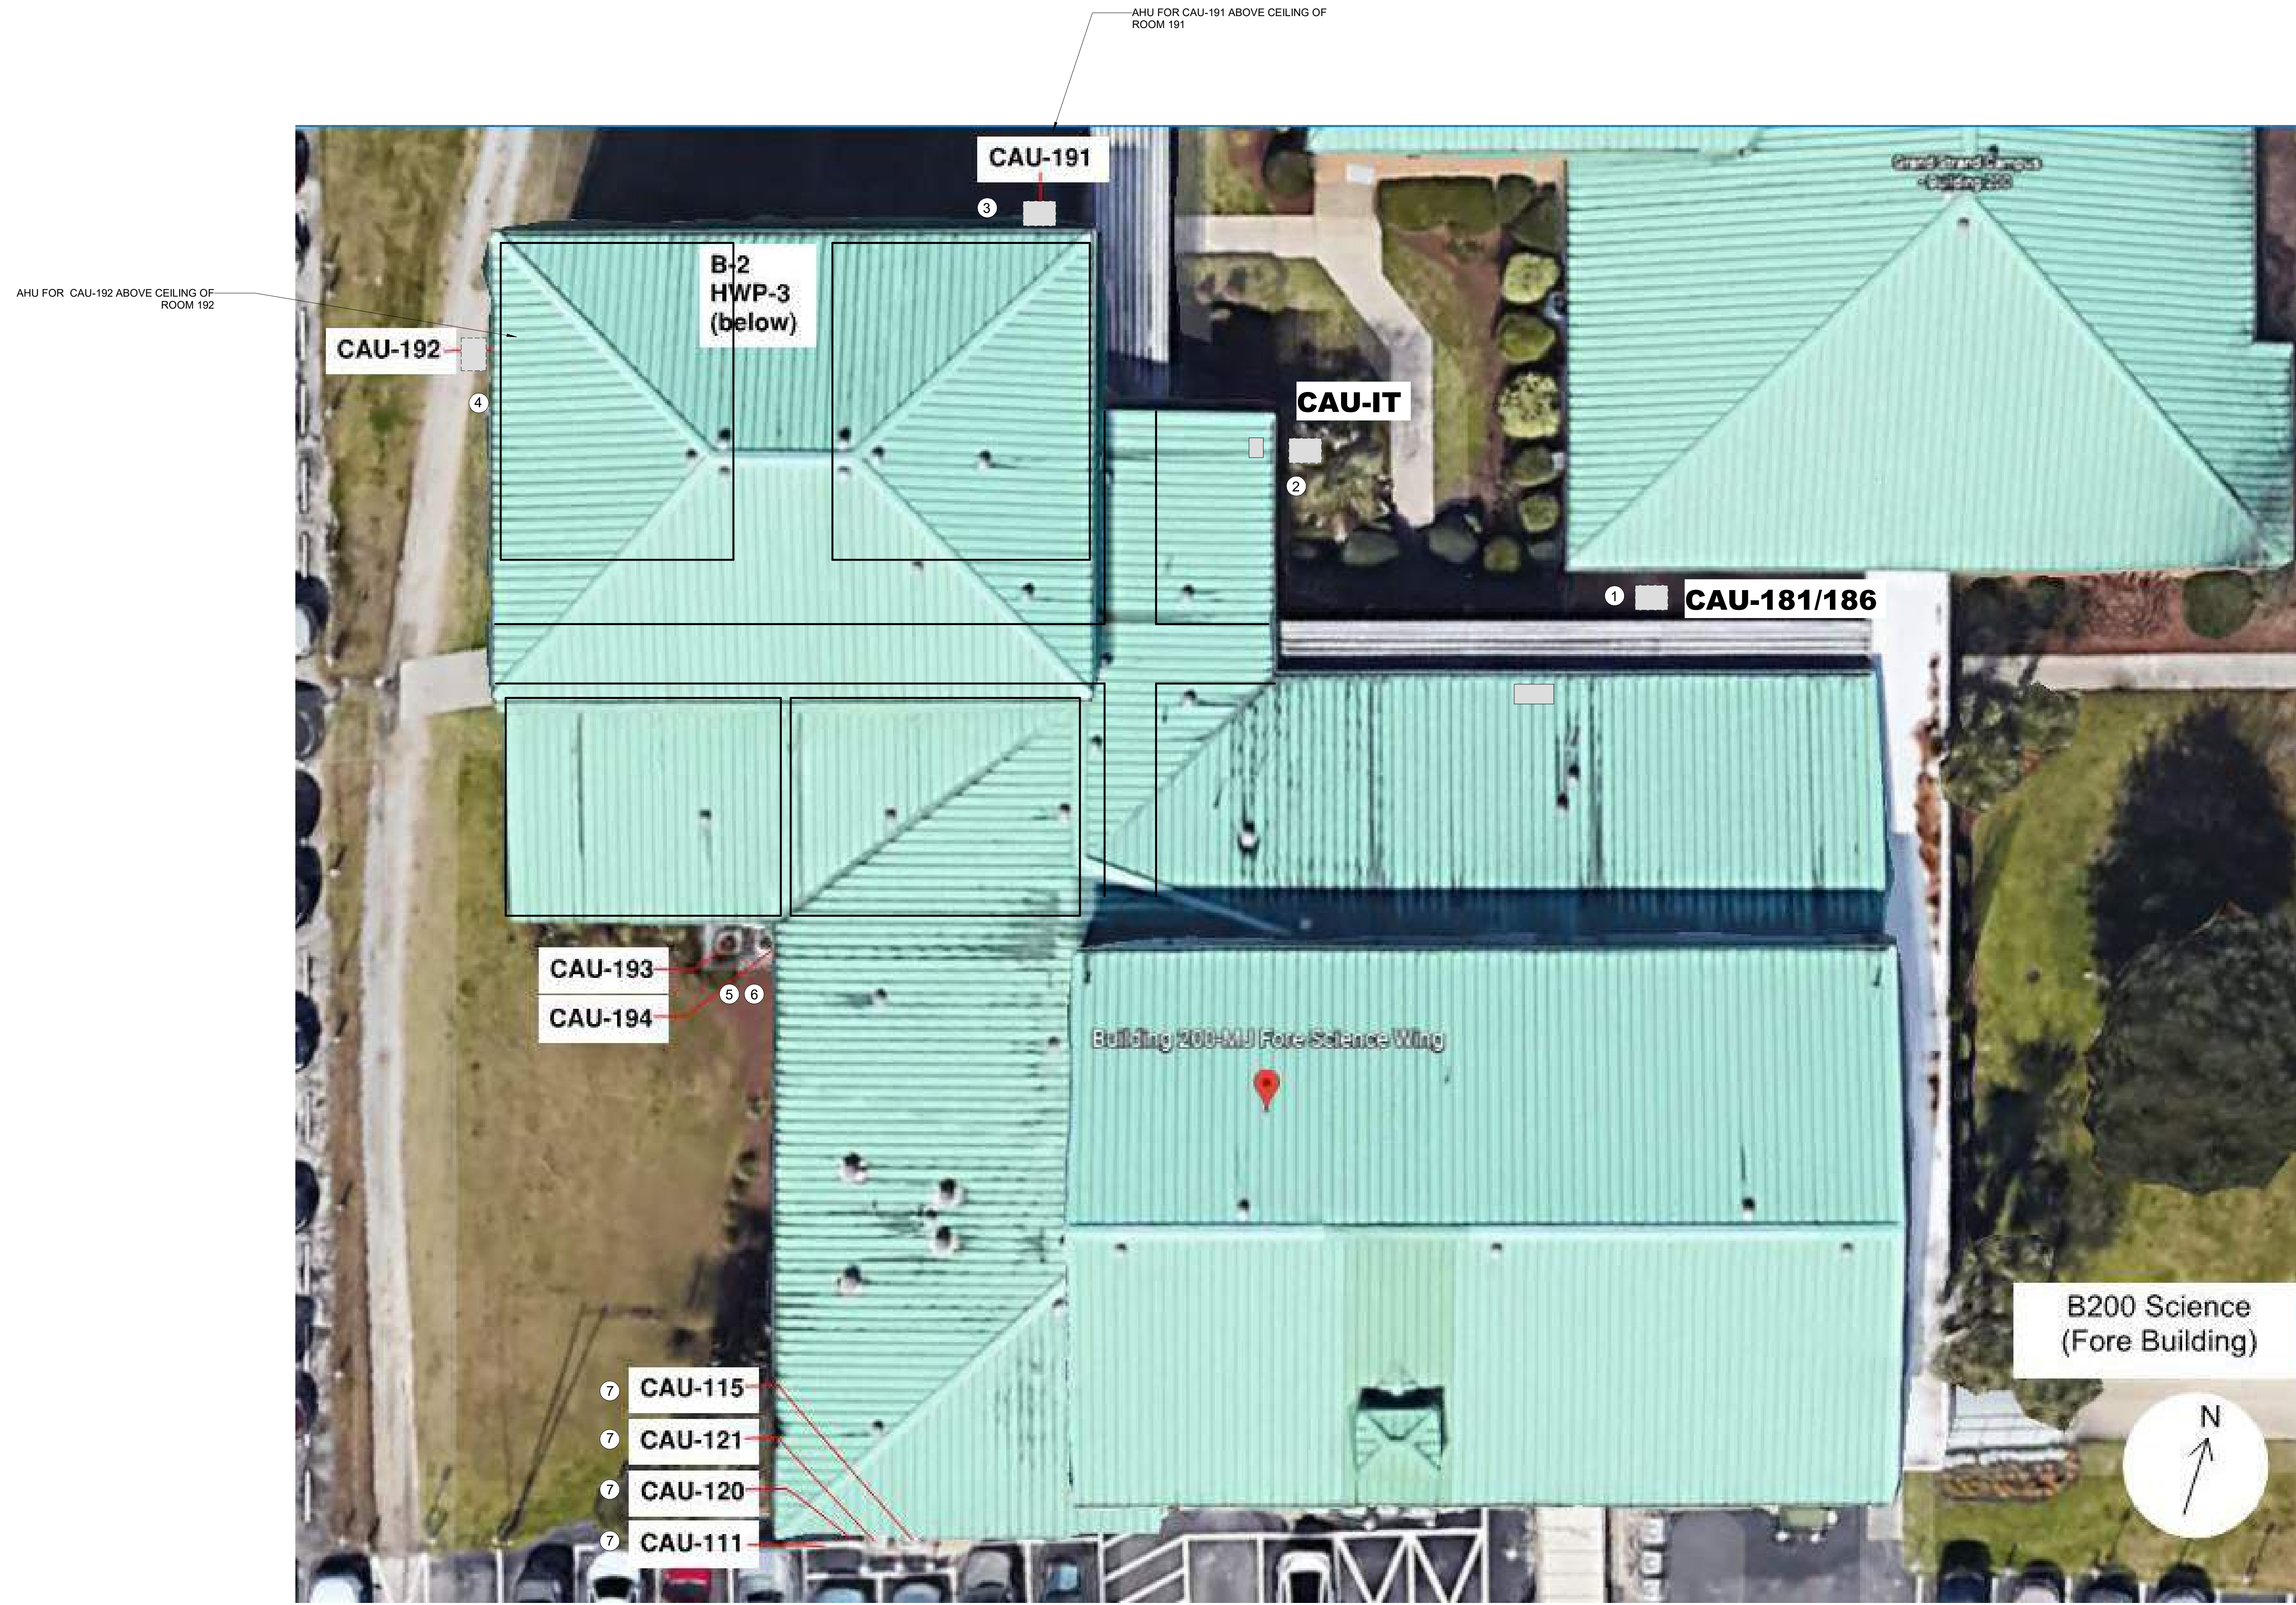 AHU FOR CAU-191 ABOVE CEILING OF
ROOM 191
CAU-191
3
Grand Strand Campus
- Building 200
B-2
HWP-3
(below)
AHU FOR  CAU-192 ABOVE CEILING OF
ROOM 192
CAU-192
4
CAU-IT
2
1
CAU-181/186
CAU-193
CAU-194
5 6
Building 200-MJ Fore Science Wing
B200 Science
(Fore Building)
7 CAU-115
7 CAU-121
7 CAU-120
7 CAU-111
N